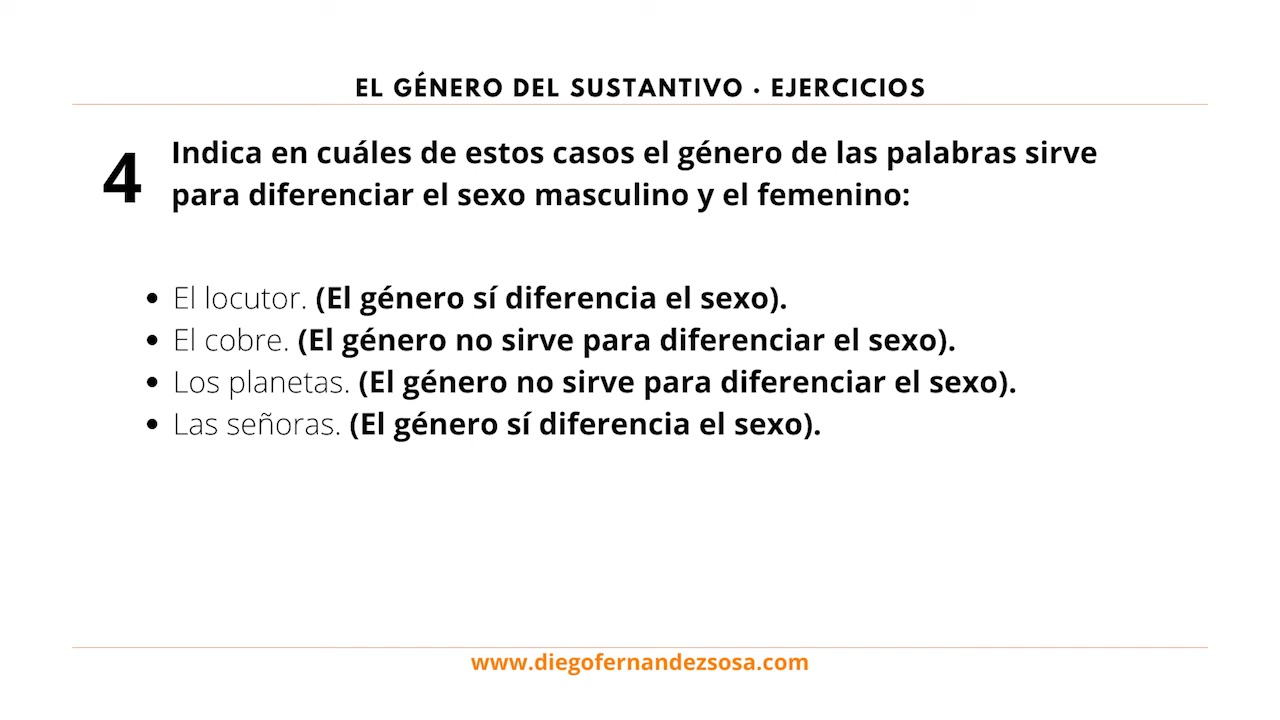 EL GÉNERO DEL SUSTANTIVO · EJERCICIOS
4
Indica en cuáles de estos casos el género de las palabras sirve
para diferenciar el sexo masculino y el femenino:
• El locutor. (El género sí diferencia el sexo).
• El cobre. (El género no sirve para diferenciar el sexo).
• Los planetas. (El género no sirve para diferenciar el sexo).
• Las señoras. (El género sí diferencia el sexo).
www.diegofernandezsosa.com